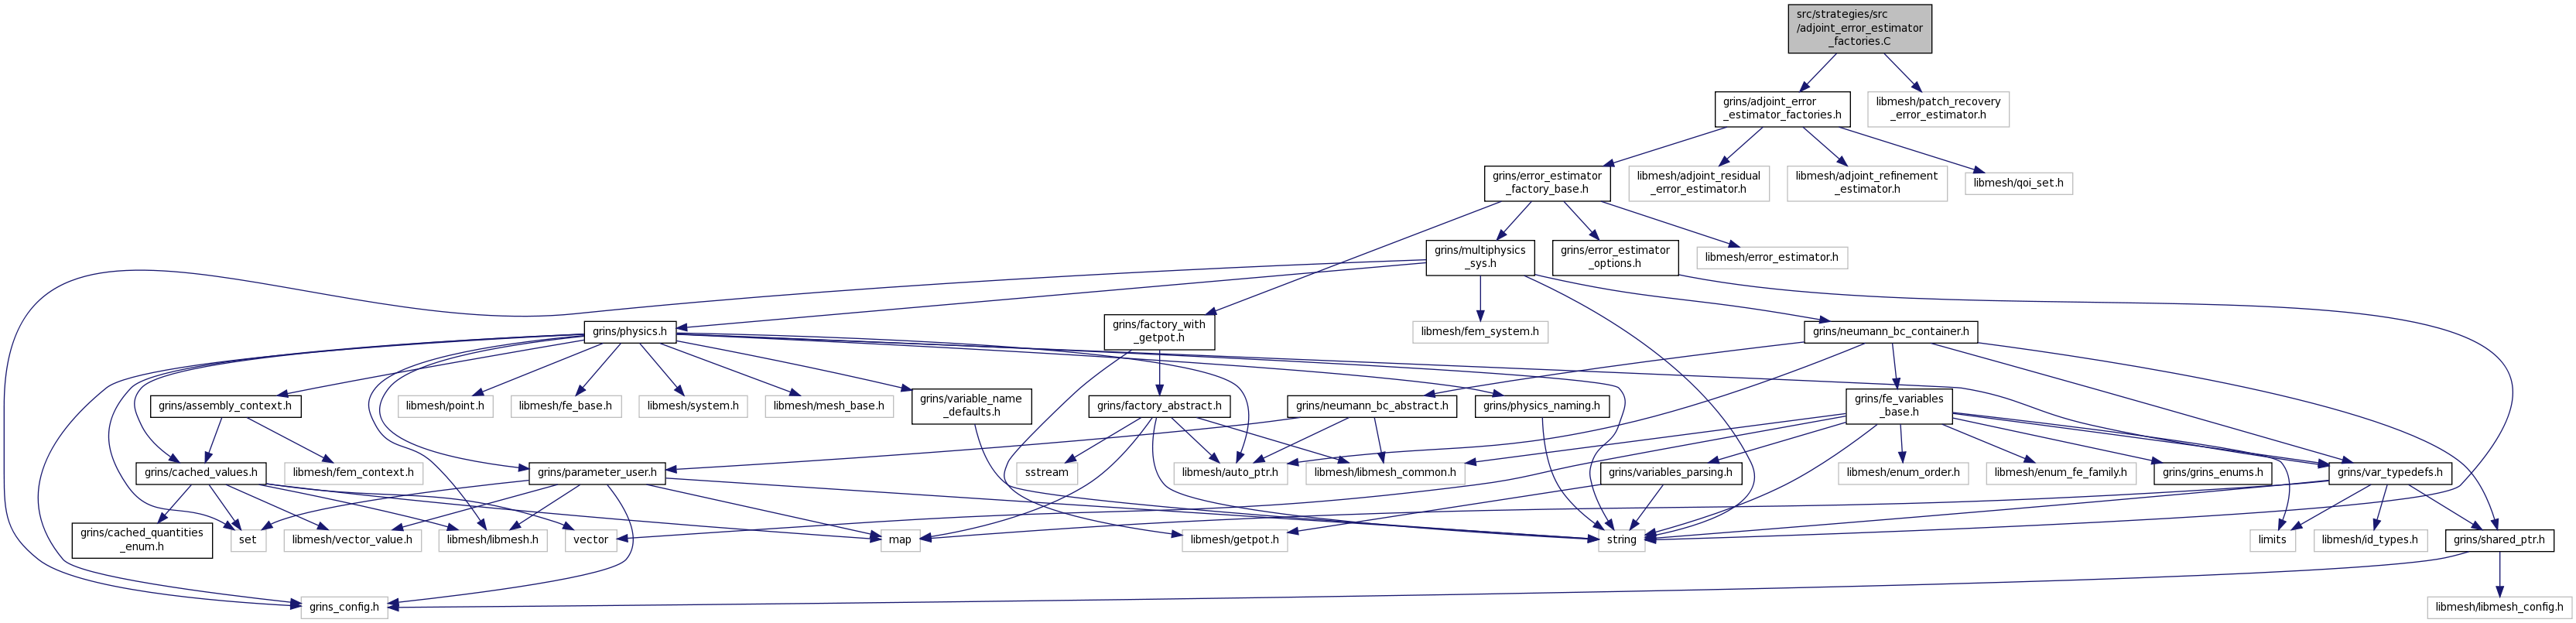 src/strategies/src
/adjoint_error_estimator
_factories.C
grins/adjoint_error
_estimator_factories.h
libmesh/patch_recovery
_error_estimator.h
grins/error_estimator
_factory_base.h
libmesh/adjoint_residual
_error_estimator.h
libmesh/adjoint_refinement
_estimator.h
libmesh/qoi_set.h
grins/multiphysics
_sys.h
grins/error_estimator
_options.h
libmesh/error_estimator.h
grins/physics.h
grins/factory_with
_getpot.h
libmesh/fem_system.h
grins/neumann_bc_container.h
grins/assembly_context.h
libmesh/point.h
libmesh/fe_base.h
libmesh/system.h
libmesh/mesh_base.h
grins/variable_name
_defaults.h
grins/factory_abstract.h
grins/neumann_bc_abstract.h
grins/physics_naming.h
grins/fe_variables
_base.h
grins/cached_values.h
libmesh/fem_context.h
grins/parameter_user.h
sstream
libmesh/auto_ptr.h
libmesh/libmesh_common.h
grins/variables_parsing.h
libmesh/enum_order.h
libmesh/enum_fe_family.h
grins/grins_enums.h
grins/var_typedefs.h
grins/cached_quantities
_enum.h
set
libmesh/vector_value.h
libmesh/libmesh.h
vector
map
libmesh/getpot.h
string
limits
libmesh/id_types.h
grins/shared_ptr.h
grins_config.h
libmesh/libmesh_config.h